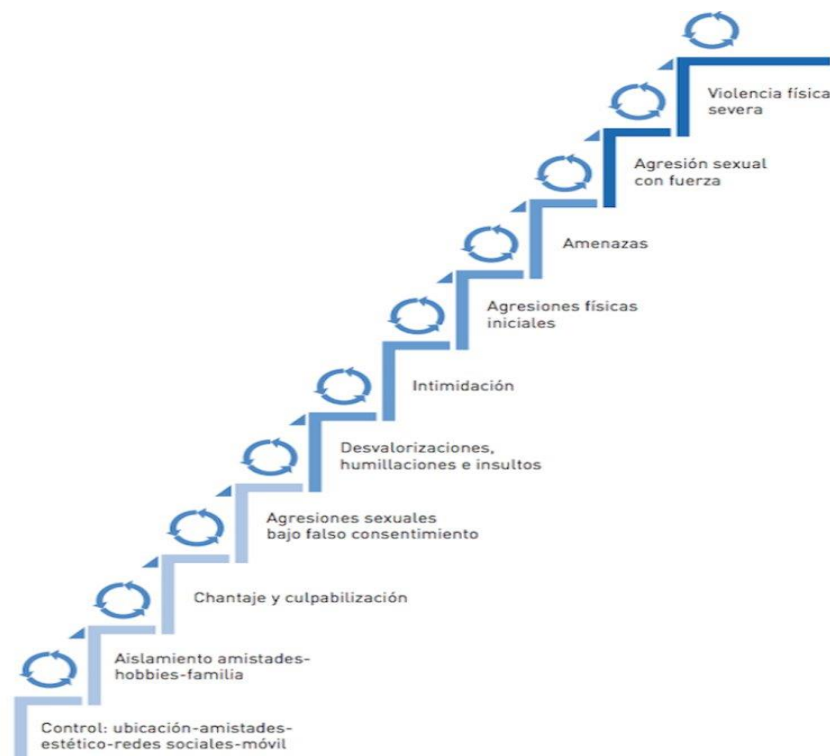 Violencia física
severa
Agresión sexual
con fuerza
Amenazas
Agresiones físicas
iniciales
Intimidación
Desvalorizaciones,
humillaciones e insultos
Agresiones sexuales
bajo falso consentimiento
Chantaje y culpabilización
Aislamiento amistades-
hobbies-familia
Control: ubicación-amistades-
estético-redes sociales-móvil